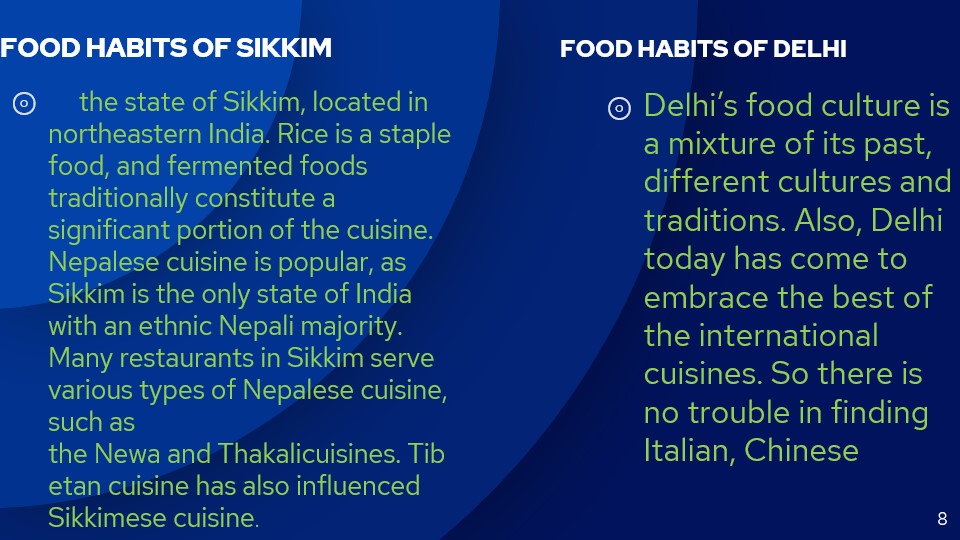 FOOD HABITS OF SIKKIM
the state of Sikkim, located in
northeastern India. Rice is a staple
food, and fermented foods
traditionally constitute a
significant portion of the cuisine.
Nepalese cuisine is popular, as
Sikkim is the only state of India
with an ethnic Nepali majority.
Many restaurants in Sikkim serve
various types of Nepalese cuisine,
such as
the Newa and Thakalicuisines. Tib
etan cuisine has also influenced
Sikkimese cuisine.
FOOD HABITS OF DELHI
Delhi’s food culture is
a mixture of its past,
different cultures and
traditions. Also, Delhi
today has come to
embrace the best of
the international
cuisines. So there is
no trouble in finding
Italian, Chinese
8